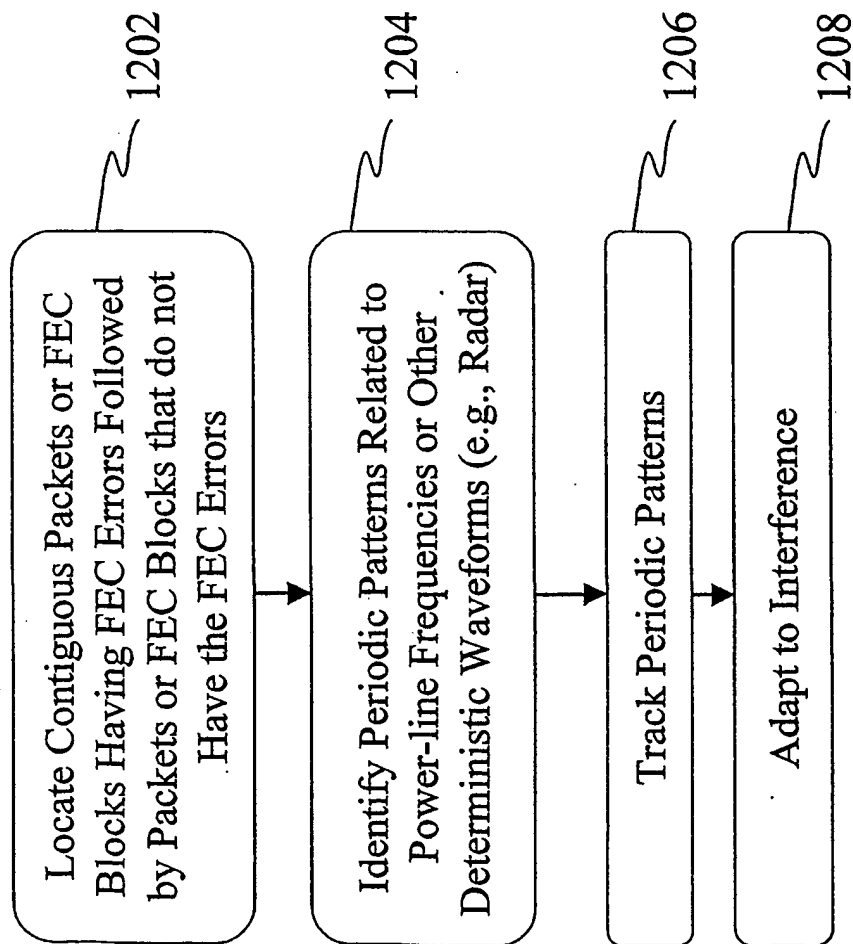 Locate Contiguous Packets or FEC
Blocks Having FEC Errors Followed
by Packets or FEC Blocks that do not
Have the FEC Errors
1202
Identify Periodic Patterns Related to
Power-line Frequencies or Other
Deterministic Waveforms (e.g., Radar)
1204
Track Periodic Patterns
1206
Adapt to Interference
1208